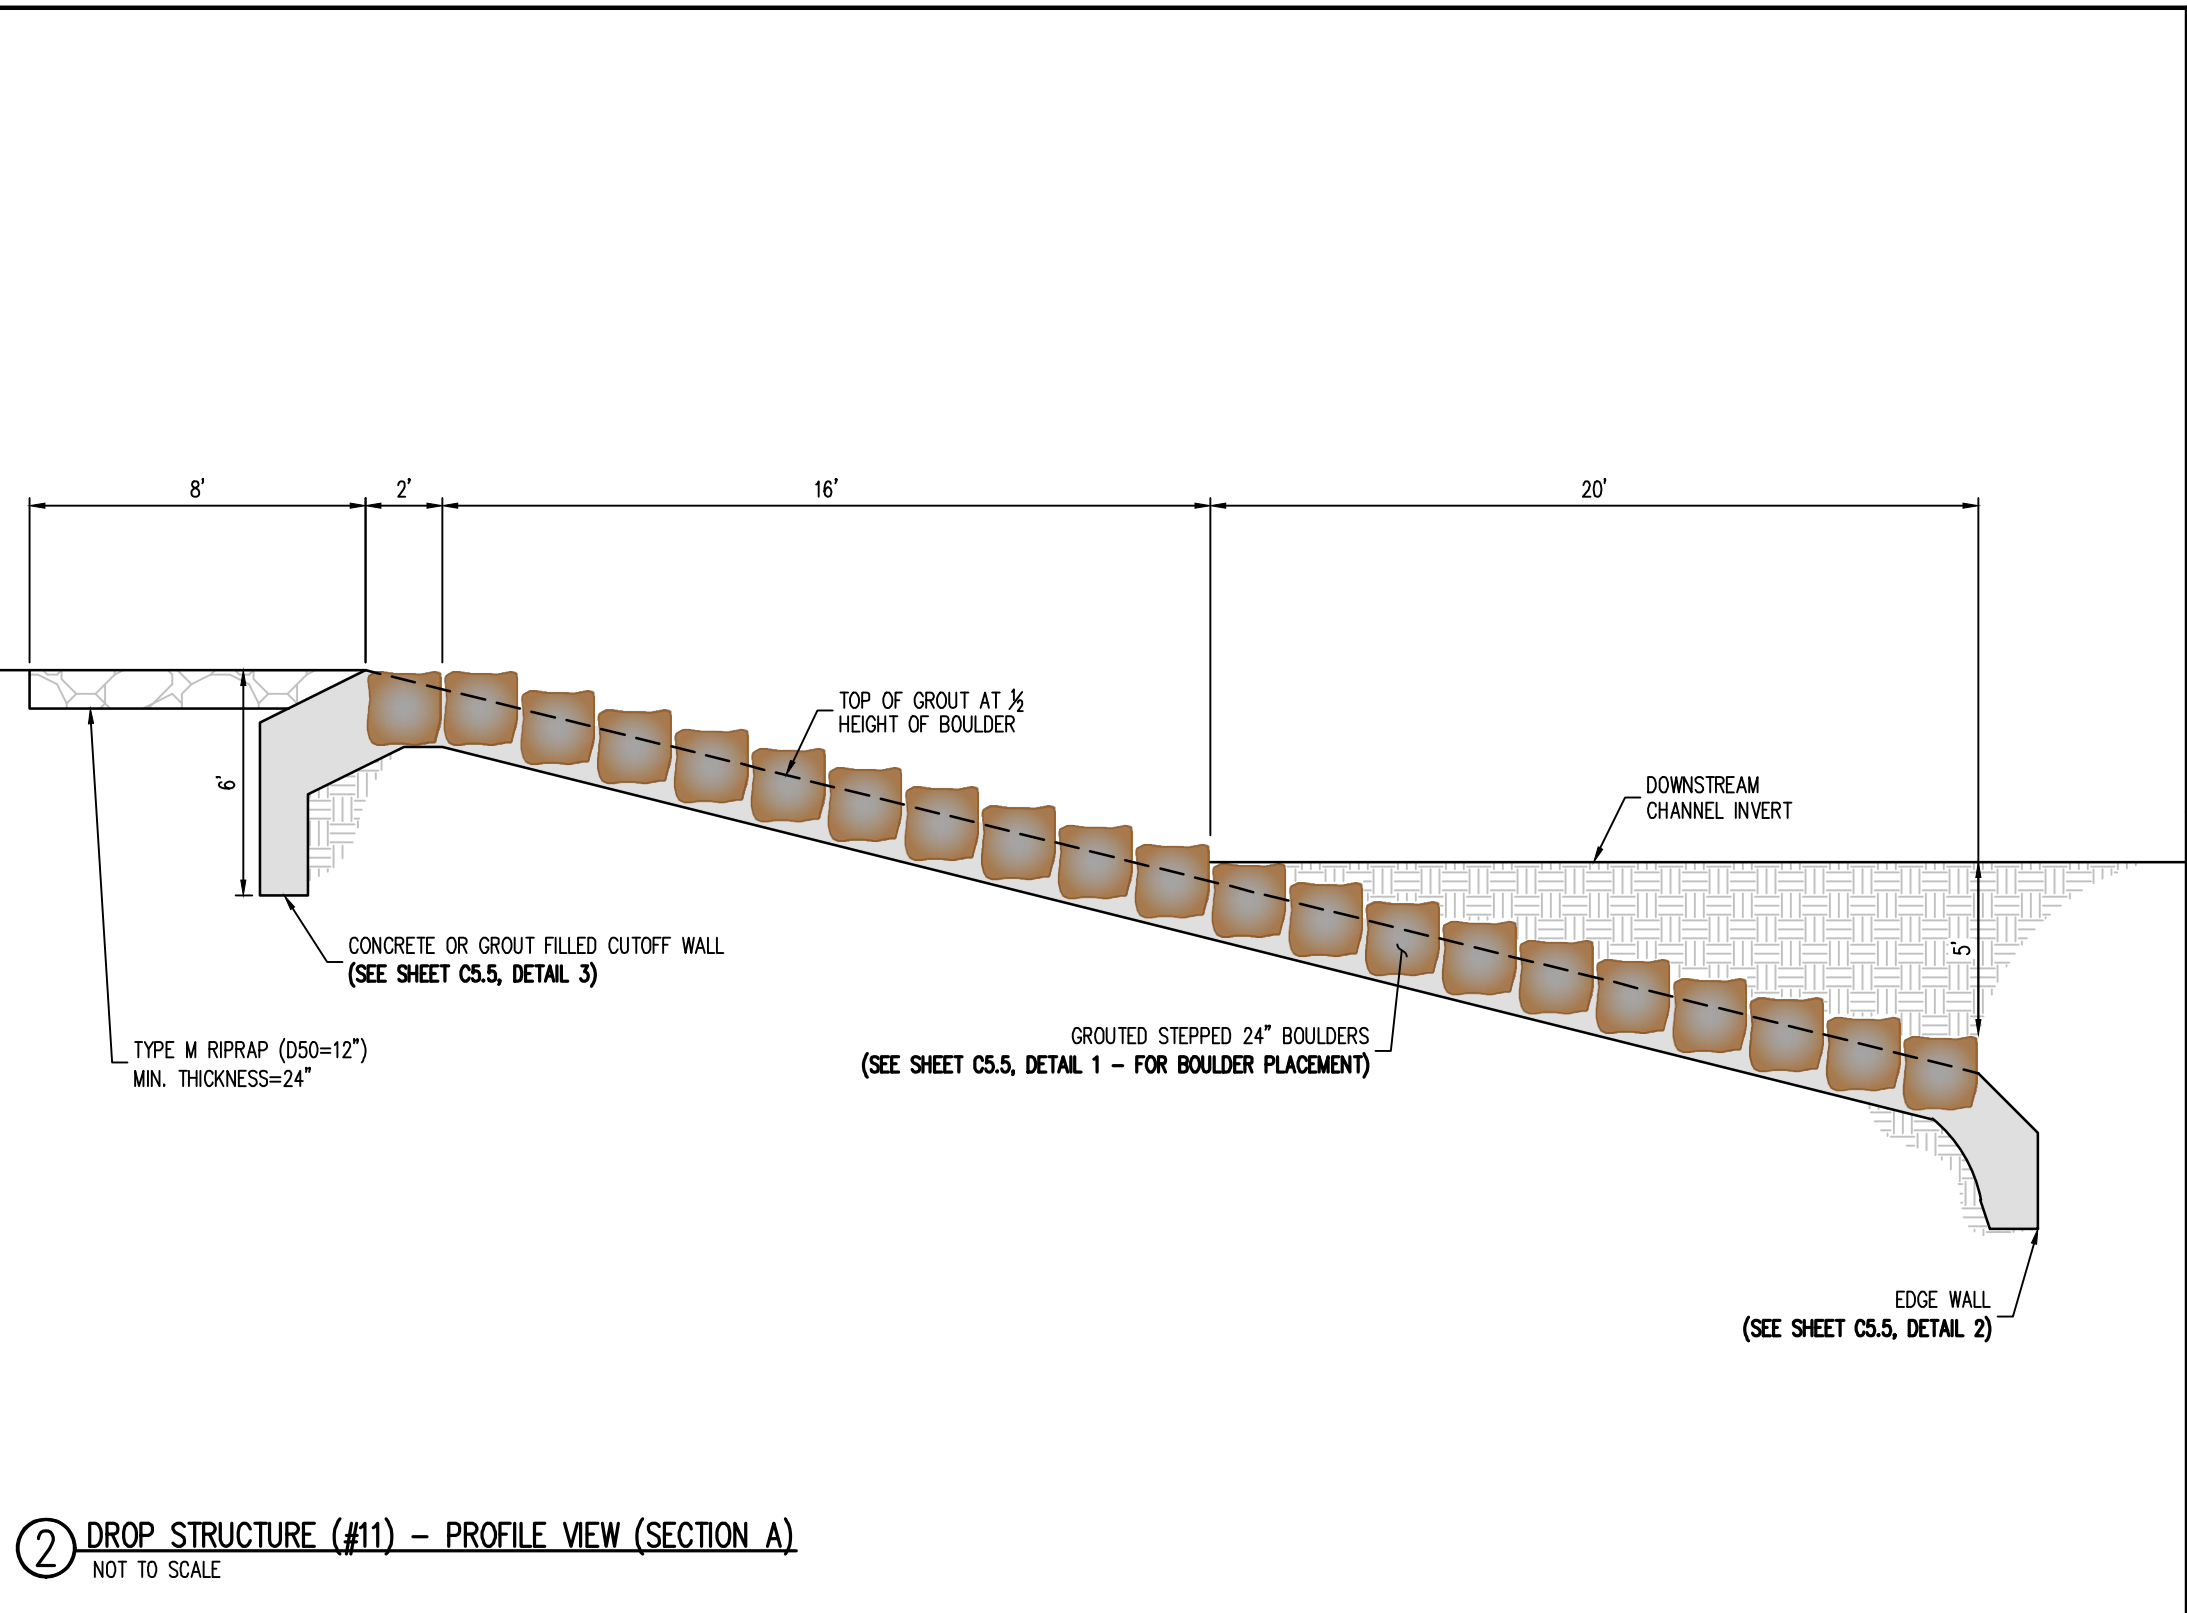 8'
2'
16'
20'
TOP OF GROUT AT ½
HEIGHT OF BOULDER
6'
DOWNSTREAM
CHANNEL INVERT
5'
CONCRETE OR GROUT FILLED CUTOFF WALL
(SEE SHEET C5.5, DETAIL 3)
TYPE M RIPRAP (D50=12")
MIN. THICKNESS=24"
GROUTED STEPPED 24" BOULDERS
(SEE SHEET C5.5, DETAIL 1 - FOR BOULDER PLACEMENT)
EDGE WALL
(SEE SHEET C5.5, DETAIL 2)
2
DROP STRUCTURE (#11) - PROFILE VIEW (SECTION A)
NOT TO SCALE